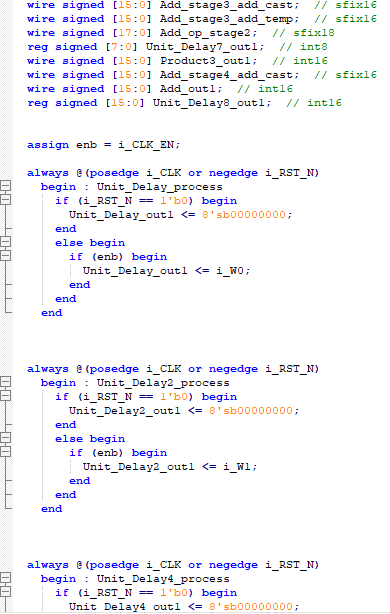 wire signed [15:0] Add_stage3_add_cast;  // sfix16
wire signed [15:0] Add_stage3_add_temp;  // sfix16
wire signed [17:0] Add_op_stage2;  // sfix18
reg signed [7:0] Unit_Delay7_out1;  // int8
wire signed [15:0] Product3_out1;  // int16
wire signed [15:0] Add_stage4_add_cast;  // sfix16
wire signed [15:0] Add_out1;  // int16
reg signed [15:0] Unit_Delay8_out1;  // int16
assign enb = i_CLK_EN;
always @(posedge i_CLK or negedge i_RST_N)
begin : Unit_Delay_process
if (i_RST_N == 1'b0) begin
Unit_Delay_out1 <= 8'sb00000000;
end
else begin
if (enb) begin
Unit_Delay_out1 <= i_W0;
end
end
end
always @(posedge i_CLK or negedge i_RST_N)
begin : Unit_Delay2_process
if (i_RST_N == 1'b0) begin
Unit_Delay2_out1 <= 8'sb00000000;
end
else begin
if (enb) begin
Unit_Delay2_out1 <= i_W1;
end
end
end
always @(posedge i_CLK or negedge i_RST_N)
begin : Unit_Delay4_process
if (i_RST_N == 1'b0) begin
Unit_Delay4_out1 <= 8'sb00000000;